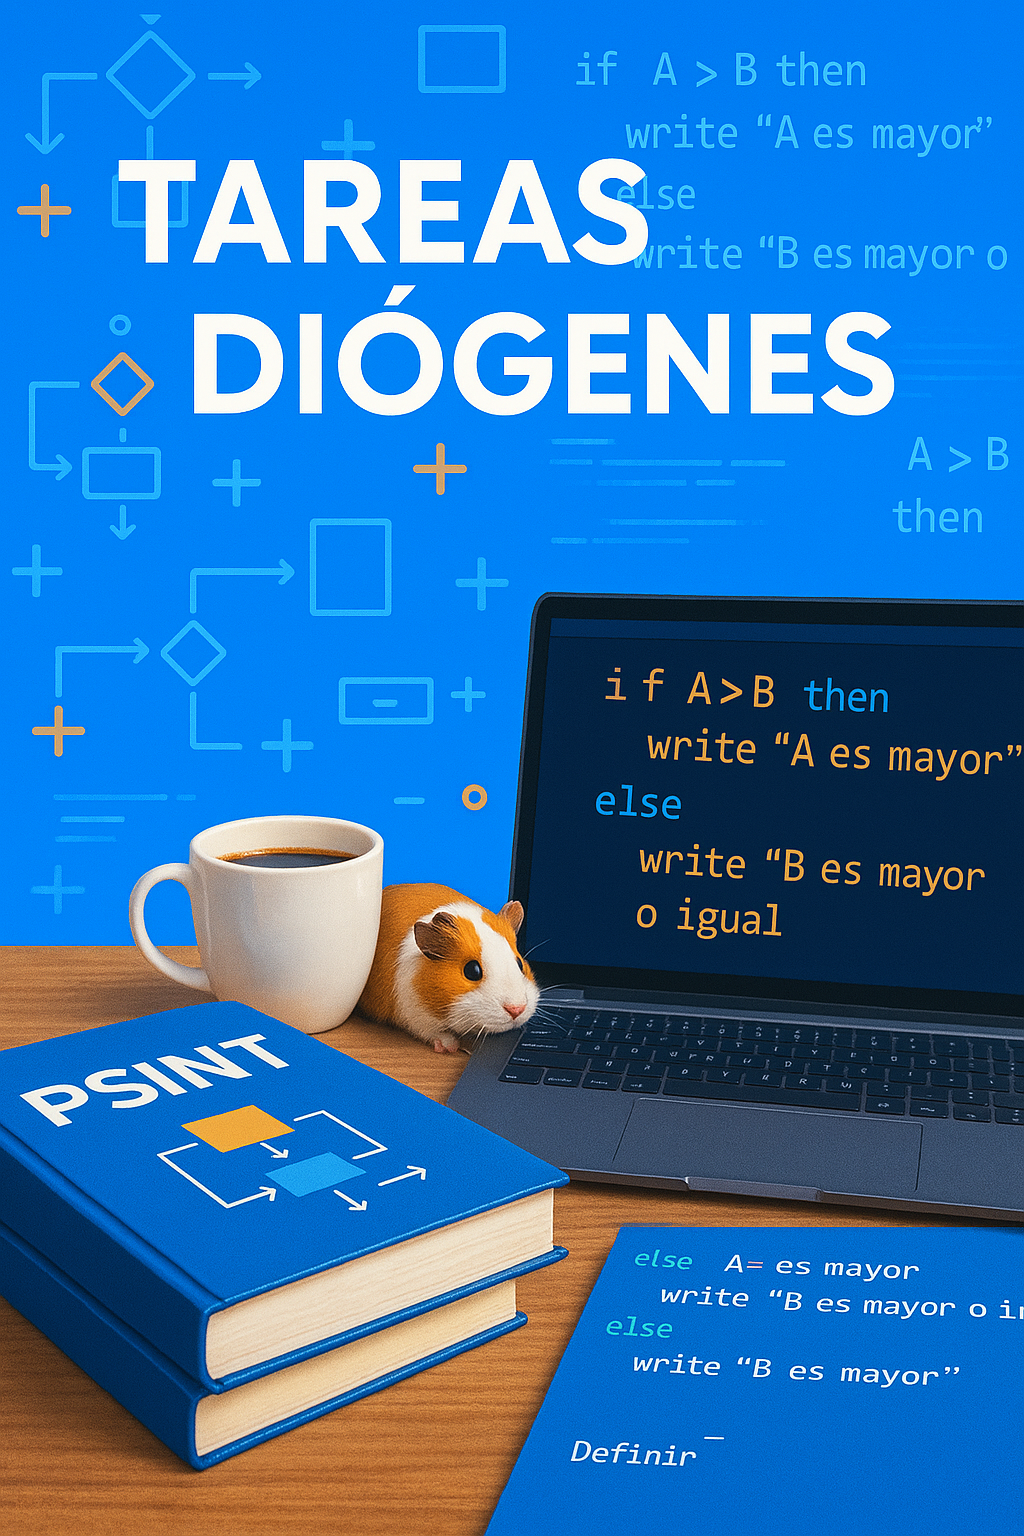 if A > B then
write “A es mayor”
else
write “B es mayor o
TAREAS
DIÓGENES
A > B
then
if A>B then
write “A es mayor”
else
write “B es mayor
o igual
PSINT
else A= es mayor
write “B es mayor o in
else
write “B es mayor”
Definir